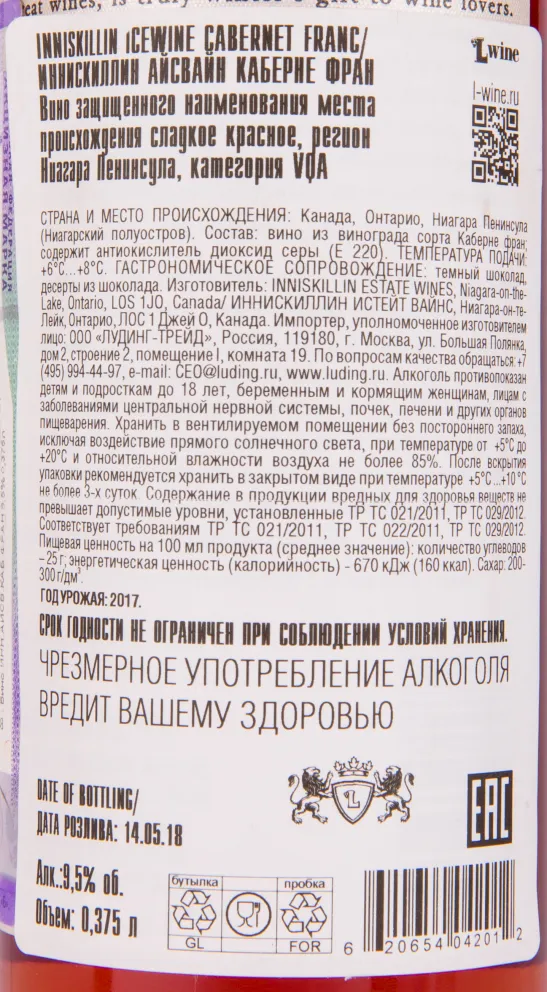 eat wines, is truly Winter's gift to wine lovers.
INNISKILLIN ICEWINE CABERNET FRANC/
ИННИСКИЛЛИН АЙСВАЙН КАБЕРНЕ ФРАН
Вино защищенного наименования места
происхождения сладкое красное, регион
Ниагара Пенинсула, категория VQA
Lwine
l-wine.ru
СТРАНА И МЕСТО ПРОИСХОЖДЕНИЯ: Канада, Онтарио, Ниагара Пенинсула
(Ниагарский полуостров). Состав: вино из винограда сорта Каберне фран;
содержит антиокислитель диоксид серы (Е 220). ТЕМПЕРАТУРА ПОДАЧИ:
+6°С...+8°С. ГАСТРОНОМИЧЕСКОЕ СОПРОВОЖДЕНИЕ: темный шоколад,
десерты из шоколада. Изготовитель: INNISKILLIN ESTATE WINES, Niagara-on-the-
Lake, Ontario, LOS 1JO, Canada/ ИННИСКИЛЛИН ИСТЕЙТ ВАЙНС, Ниагара-он-те-
Лейк, Онтарио, ЛОС 1 Джей О, Канада. Импортер, уполномоченное изготовителем
лицо: ООО «ЛУДИНГ-ТРЕЙД», Россия, 119180, г. Москва, ул. Большая Полянка,
дом 2, строение 2, помещение I, комната 19. По вопросам качества обращаться: +7
(495) 994-44-97, e-mail: CEO@luding.ru, www.luding.ru. Алкоголь противопоказан
детям и подросткам до 18 лет, беременным и кормящим женщинам, лицам с
заболеваниями центральной нервной системы, почек, печени и других органов
пищеварения. Хранить в вентилируемом помещении без постороннего запаха,
исключая воздействие прямого солнечного света, при температуре от +5°С до
+20°С и относительной влажности воздуха не более 85%. После вскрытия
упаковки рекомендуется хранить в закрытом виде при температуре +5°С...+10°С
не более 3-х суток. Содержание в продукции вредных для здоровья веществ не
превышает допустимые уровни, установленные ТР ТС 021/2011, ТР ТС 029/2012.
Соответствует требованиям ТР ТС 021/2011, ТР ТС 022/2011, ТР ТС 029/2012.
Пищевая ценность на 100 мл продукта (среднее значение): количество углеводов
– 25 г; энергетическая ценность (калорийность) - 670 кДж (160 ккал). Сахар: 200-
300 г/дм³.
ГОД УРОЖАЯ: 2017.
СРОК ГОДНОСТИ НЕ ОГРАНИЧЕН ПРИ СОБЛЮДЕНИИ УСЛОВИЙ ХРАНЕНИЯ.
ЧРЕЗМЕРНОЕ УПОТРЕБЛЕНИЕ АЛКОГОЛЯ
ВРЕДИТ ВАШЕМУ ЗДОРОВЬЮ
DATE OF BOTTLING/
ДАТА РОЗЛИВА: 14.05.18
L
EAC
Алк.:9,5% об.
Объем: 0,375 л
бутылка
пробка
GL
FOR
6 20654 04201 2